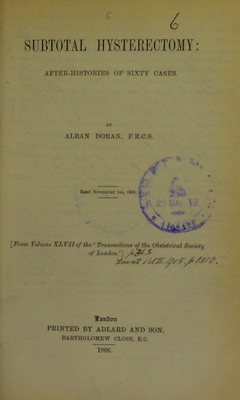 6
SUBTOTAL HYSTERECTOMY:
AFTER-HISTORIES OF SIXTY CASES.
BY
ALBAN DORAN, F.R.C.S.
Read November 1st, 1905.
[From Volume XLVII of the "Transactions of the Obstetrical Society
of London."] p 363
London
PRINTED BY ADLARD AND SON,
BARTHOLOMEW CLOSE, E.C.
1906.